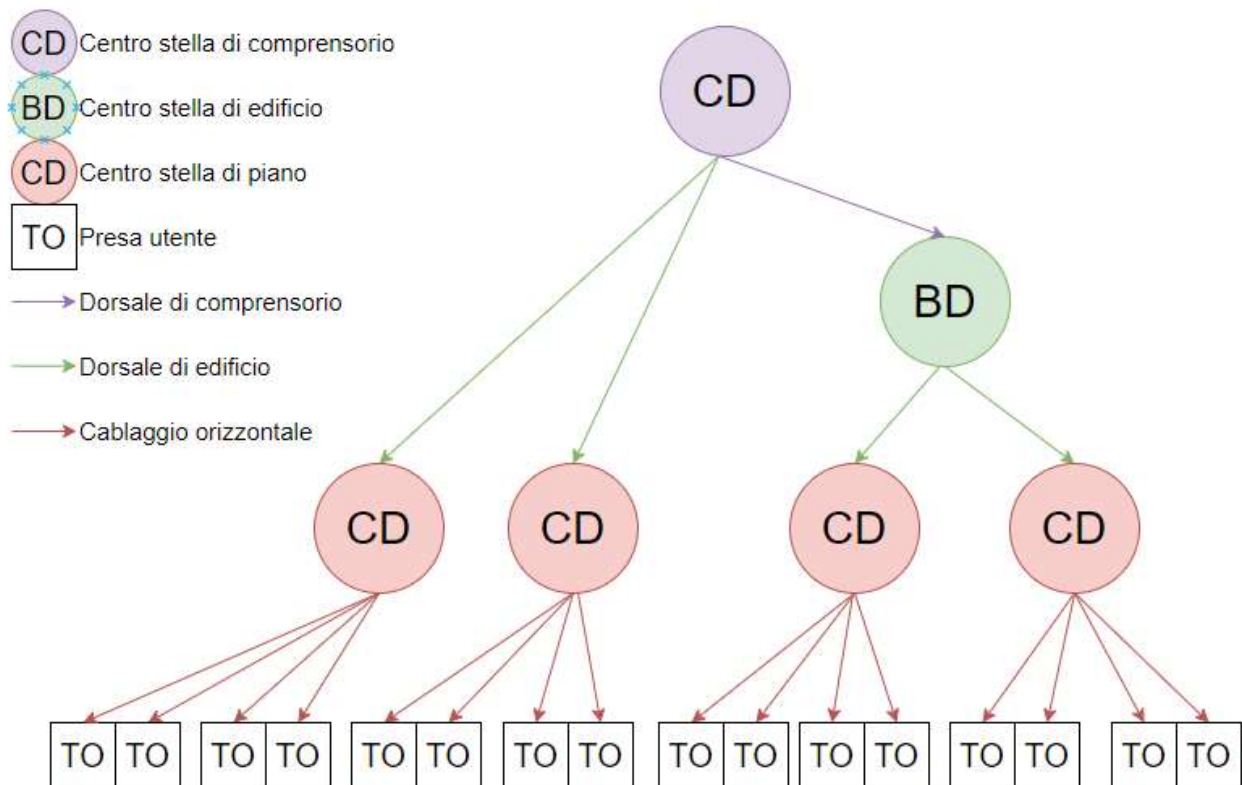 CD Centro stella di comprensorio
BD Centro stella di edificio
CD Centro stella di piano
TO Presa utente
Dorsale di comprensorio
Dorsale di edificio
Cablaggio orizzontale
CD
BD
CD CD CD CD
TO TO TO TO TO TO TO TO TO TO TO TO TO TO TO TO